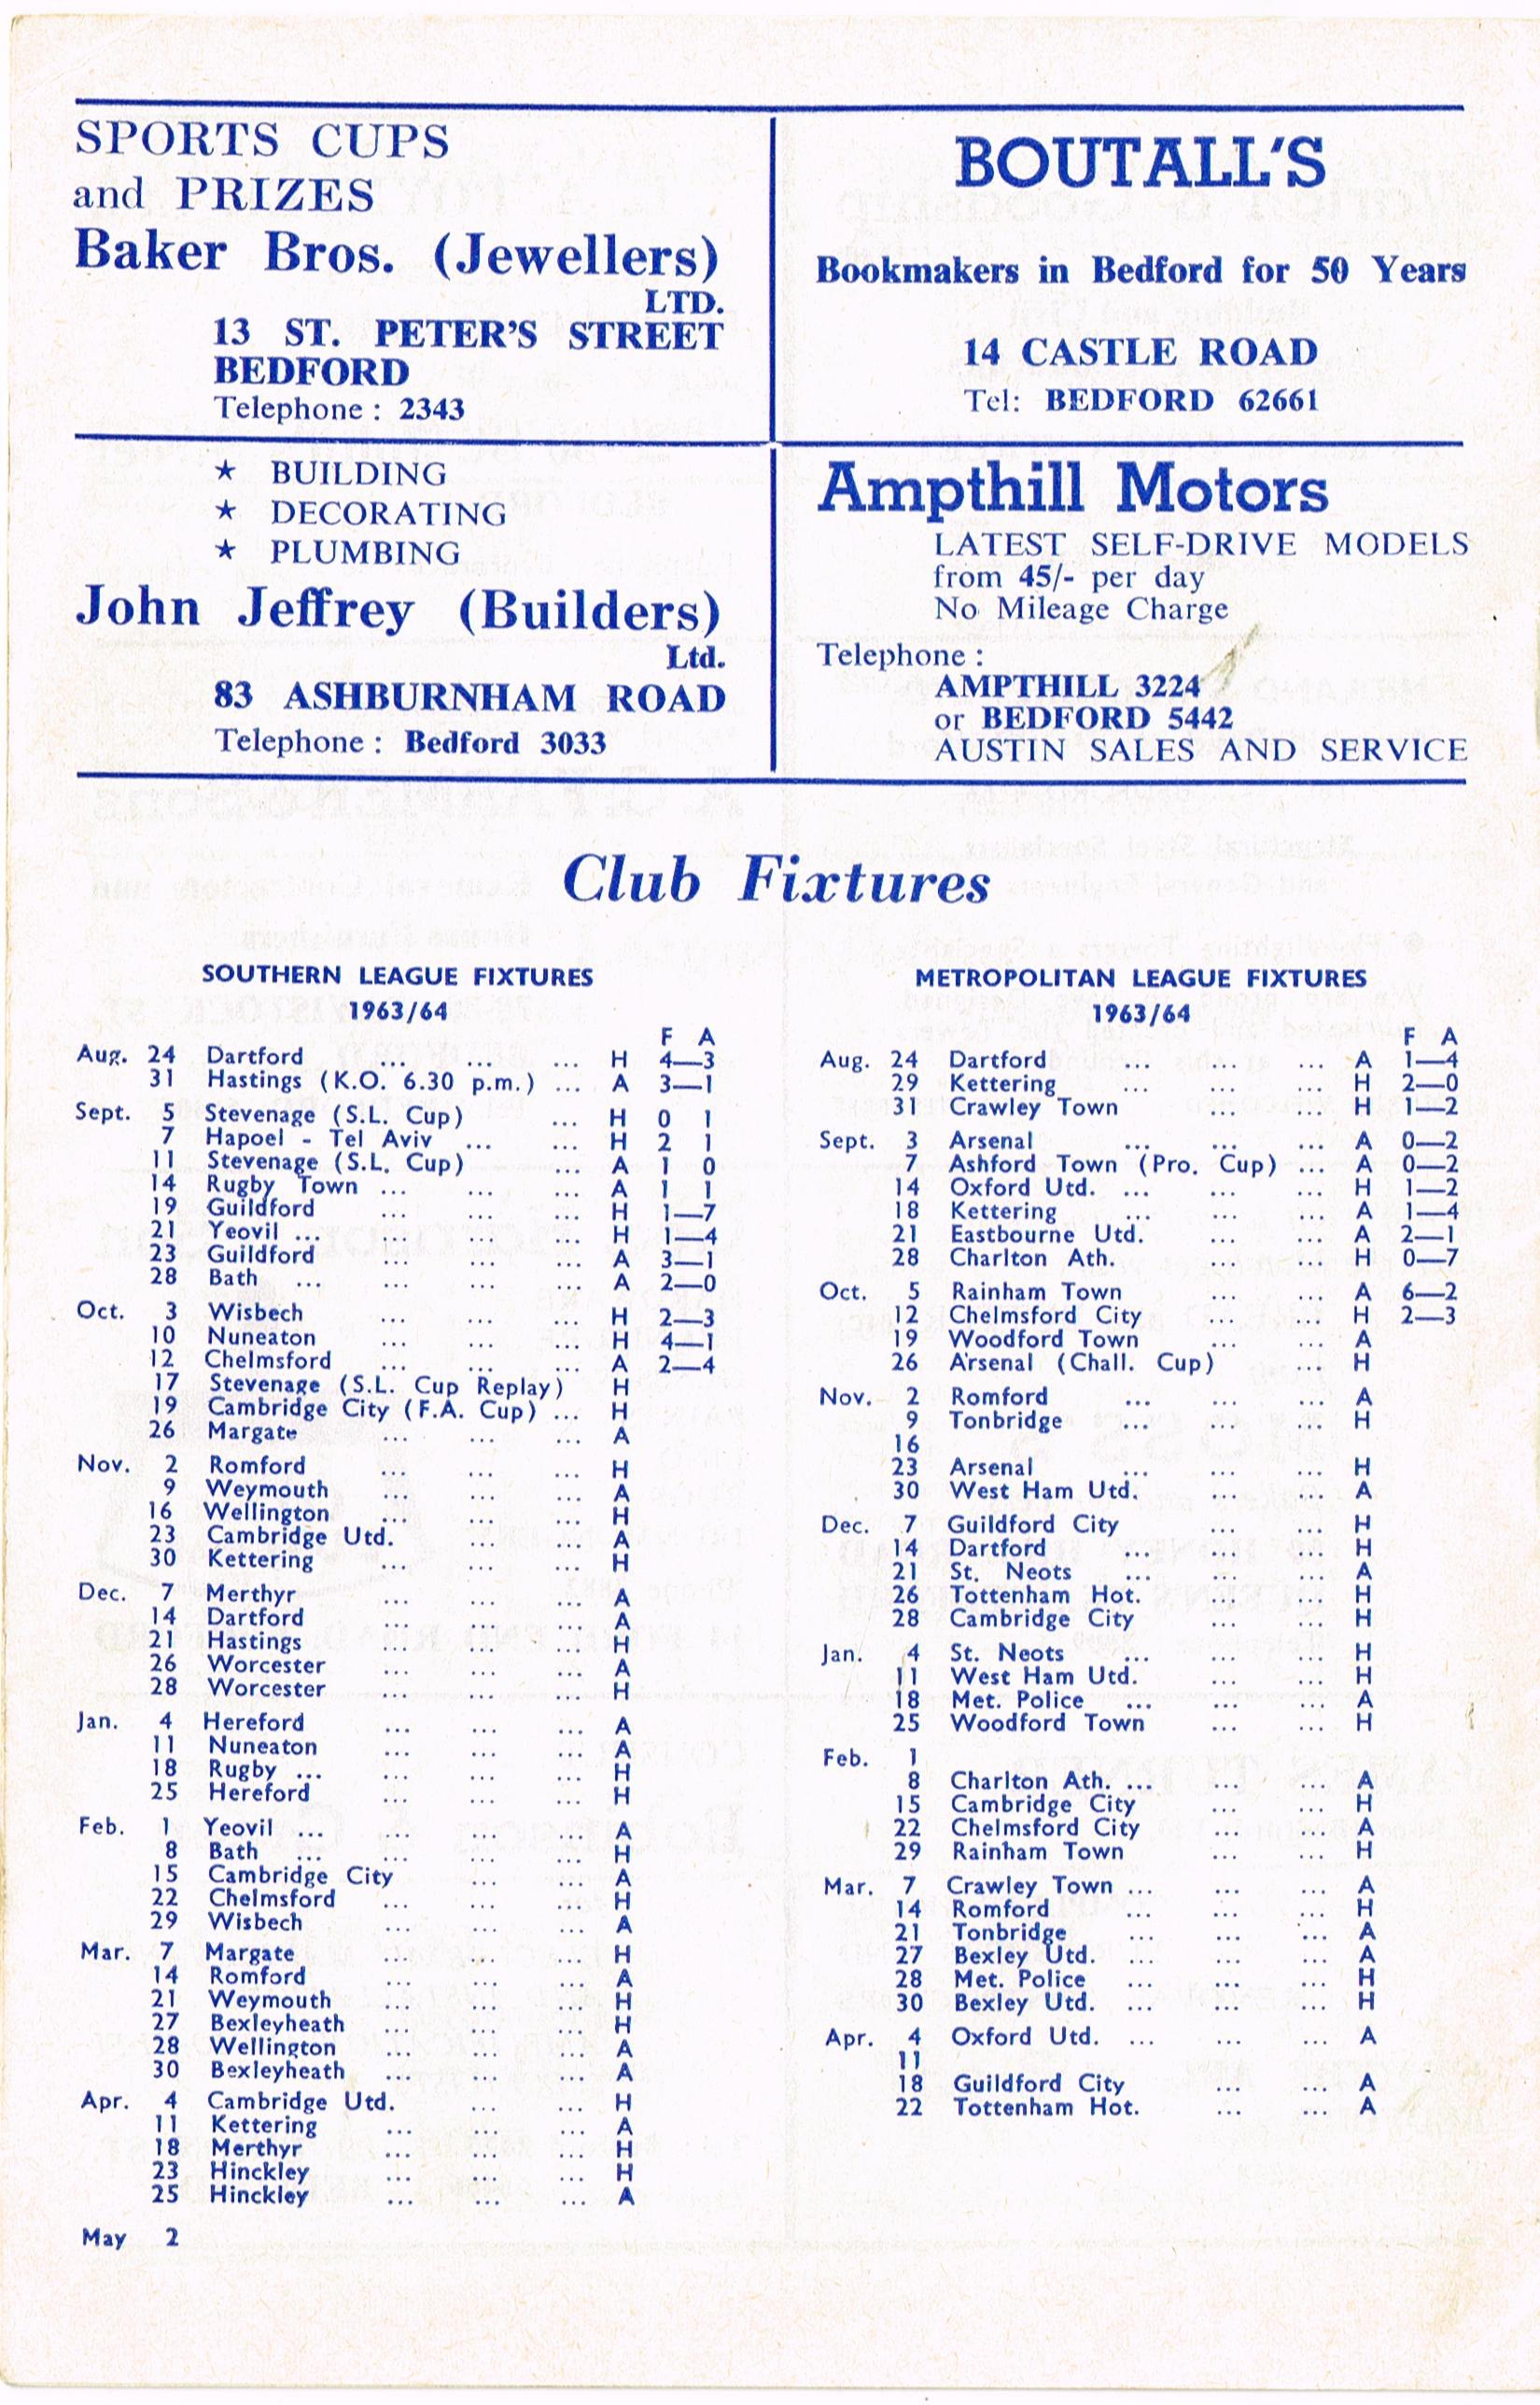 SPORTS CUPS
and PRIZES
Baker Bros. (Jewellers)
LTD.
13 ST. PETER'S STREET
BEDFORD
Telephone : 2343
BOUTALL'S
Bookmakers in Bedford for 50 Years
14 CASTLE ROAD
Tel: BEDFORD 62661
★ BUILDING
★ DECORATING
★ PLUMBING
John Jeffrey (Builders)
Ltd.
83 ASHBURNHAM ROAD
Telephone : Bedford 3033
Ampthill Motors
LATEST SELF-DRIVE MODELS
from 45/- per day
No Mileage Charge
Telephone :
AMPTHILL 3224
or BEDFORD 5442
AUSTIN SALES AND SERVICE
Club Fixtures
SOUTHERN LEAGUE FIXTURES
1963/64
F A
Aug. 24 Dartford ... ... ... H 4—3
31 Hastings (K.O. 6.30 p.m.) ... A 3—1
Sept. 5 Stevenage (S.L. Cup) ... H 0 1
7 Hapoel - Tel Aviv ... ... H 2 1
11 Stevenage (S.L. Cup) ... A 1 0
14 Rugby Town ... ... ... A 1 1
19 Guildford ... ... ... H 1—7
21 Yeovil ... ... ... ... H 1—4
23 Guildford ... ... ... A 3—1
28 Bath ... ... ... ... A 2—0
Oct. 3 Wisbech ... ... ... H 2—3
10 Nuneaton ... ... ... H 4—1
12 Chelmsford ... ... ... A 2—4
17 Stevenage (S.L. Cup Replay) H
19 Cambridge City (F.A. Cup) ... H
26 Margate ... ... ... A
Nov. 2 Romford ... ... ... H
9 Weymouth ... ... ... A
16 Wellington ... ... ... H
23 Cambridge Utd. ... ... A
30 Kettering ... ... ... H
Dec. 7 Merthyr ... ... ... A
14 Dartford ... ... ... A
21 Hastings ... ... ... H
26 Worcester ... ... ... A
28 Worcester ... ... ... H
Jan. 4 Hereford ... ... ... A
11 Nuneaton ... ... ... A
18 Rugby ... ... ... ... H
25 Hereford ... ... ... H
Feb. 1 Yeovil ... ... ... ... A
8 Bath ... ... ... ... H
15 Cambridge City ... ... A
22 Chelmsford ... ... ... H
29 Wisbech ... ... ... A
Mar. 7 Margate ... ... ... H
14 Romford ... ... ... A
21 Weymouth ... ... ... H
27 Bexleyheath ... ... ... H
28 Wellington ... ... ... A
30 Bexleyheath ... ... ... A
Apr. 4 Cambridge Utd. ... ... H
11 Kettering ... ... ... A
18 Merthyr ... ... ... H
23 Hinckley ... ... ... H
25 Hinckley ... ... ... A
May 2
METROPOLITAN LEAGUE FIXTURES
1963/64
F A
Aug. 24 Dartford ... ... ... A 1—4
29 Kettering ... ... ... H 2—0
31 Crawley Town ... ... H 1—2
Sept. 3 Arsenal ... ... ... A 0—2
7 Ashford Town (Pro. Cup) ... A 0—2
14 Oxford Utd. ... ... ... H 1—2
18 Kettering ... ... ... A 1—4
21 Eastbourne Utd. ... ... A 2—1
28 Charlton Ath. ... ... H 0—7
Oct. 5 Rainham Town ... ... A 6—2
12 Chelmsford City ... ... H 2—3
19 Woodford Town ... ... A
26 Arsenal (Chall. Cup) ... H
Nov. 2 Romford ... ... ... A
9 Tonbridge ... ... ... H
16
23 Arsenal ... ... ... H
30 West Ham Utd. ... ... A
Dec. 7 Guildford City ... ... H
14 Dartford ... ... ... H
21 St. Neots ... ... ... A
26 Tottenham Hot. ... ... H
28 Cambridge City ... ... H
Jan. 4 St. Neots ... ... ... H
11 West Ham Utd. ... ... H
18 Met. Police ... ... ... A
25 Woodford Town ... ... H
Feb. 1
8 Charlton Ath. ... ... ... A
15 Cambridge City ... ... H
22 Chelmsford City ... ... A
29 Rainham Town ... ... H
Mar. 7 Crawley Town ... ... ... A
14 Romford ... ... ... H
21 Tonbridge ... ... ... A
27 Bexley Utd. ... ... ... A
28 Met. Police ... ... ... H
30 Bexley Utd. ... ... ... H
Apr. 4 Oxford Utd. ... ... ... A
11
18 Guildford City ... ... A
22 Tottenham Hot. ... ... A